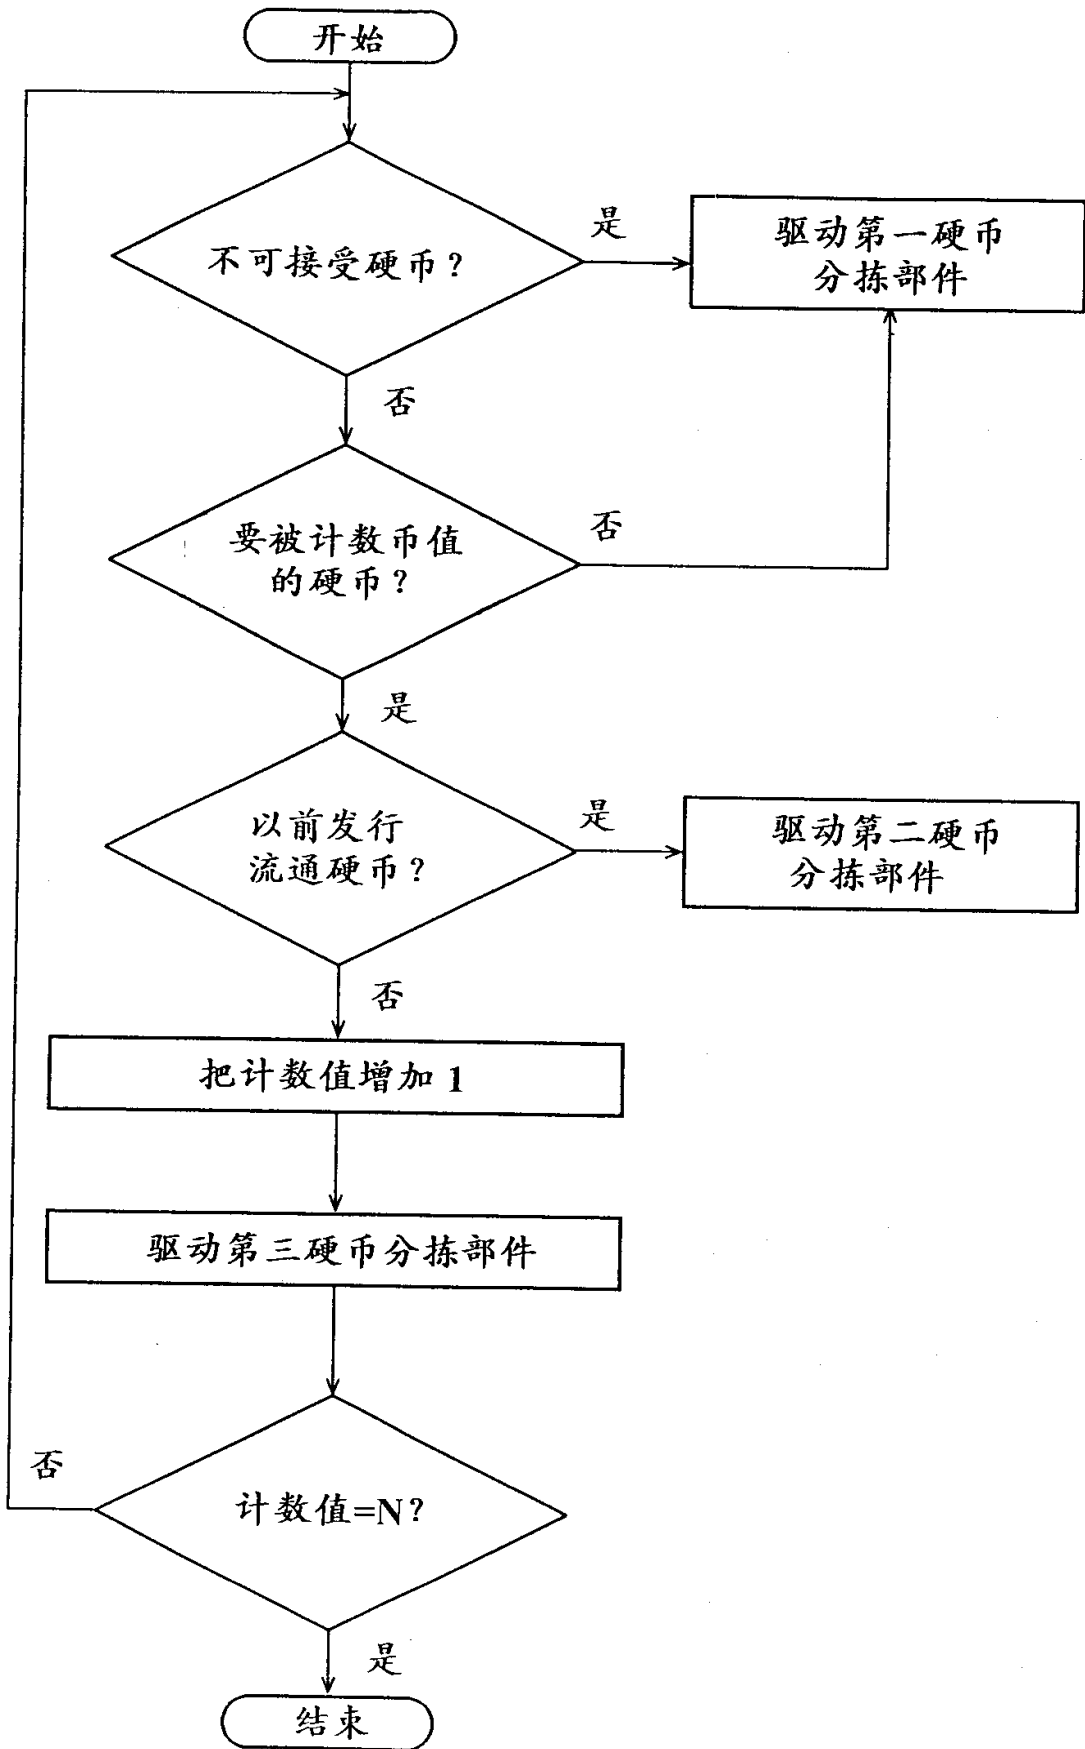 开始
不可接受硬币？
是
驱动第一硬币
分拣部件
否
要被计数币值
的硬币？
否
是
以前发行
流通硬币？
是
驱动第二硬币
分拣部件
否
把计数值增加 1
驱动第三硬币分拣部件
否
计数值=N?
是
结束